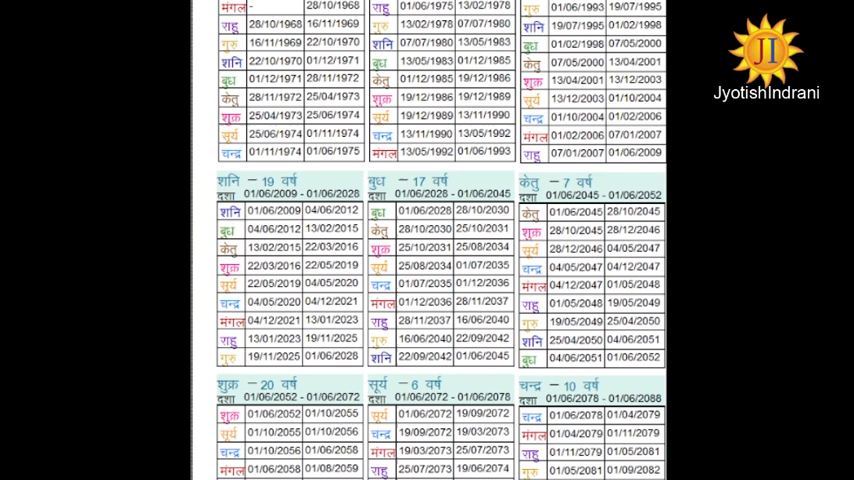 मंगल - 28/10/1968
राहु 28/10/1968 16/11/1969
गुरु 16/11/1969 22/10/1970
शनि 22/10/1970 01/12/1971
बुध 01/12/1971 28/11/1972
केतु 28/11/1972 25/04/1973
शुक्र 25/04/1973 25/06/1974
सूर्य 25/06/1974 01/11/1974
चन्द्र 01/11/1974 01/06/1975
राहु 01/06/1975 13/02/1978
गुरु 13/02/1978 07/07/1980
शनि 07/07/1980 13/05/1983
बुध 13/05/1983 01/12/1985
केतु 01/12/1985 19/12/1986
शुक्र 19/12/1986 19/12/1989
सूर्य 19/12/1989 13/11/1990
चन्द्र 13/11/1990 13/05/1992
मंगल 13/05/1992 01/06/1993
गुरु 01/06/1993 19/07/1995
शनि 19/07/1995 01/02/1998
बुध 01/02/1998 07/05/2000
केतु 07/05/2000 13/04/2001
शुक्र 13/04/2001 13/12/2003
सूर्य 13/12/2003 01/10/2004
चन्द्र 01/10/2004 01/02/2006
मंगल 01/02/2006 07/01/2007
राहु 07/01/2007 01/06/2009
JI
JyotishIndrani
शनि - 19 वर्ष
दशा 01/06/2009 - 01/06/2028
शनि 01/06/2009 04/06/2012
बुध 04/06/2012 13/02/2015
केतु 13/02/2015 22/03/2016
शुक्र 22/03/2016 22/05/2019
सूर्य 22/05/2019 04/05/2020
चन्द्र 04/05/2020 04/12/2021
मंगल 04/12/2021 13/01/2023
राहु 13/01/2023 19/11/2025
गुरु 19/11/2025 01/06/2028
बुध - 17 वर्ष
दशा 01/06/2028 - 01/06/2045
बुध 01/06/2028 28/10/2030
केतु 28/10/2030 25/10/2031
शुक्र 25/10/2031 25/08/2034
सूर्य 25/08/2034 01/07/2035
चन्द्र 01/07/2035 01/12/2036
मंगल 01/12/2036 28/11/2037
राहु 28/11/2037 16/06/2040
गुरु 16/06/2040 22/09/2042
शनि 22/09/2042 01/06/2045
केतु - 7 वर्ष
दशा 01/06/2045 - 01/06/2052
केतु 01/06/2045 28/10/2045
शुक्र 28/10/2045 28/12/2046
सूर्य 28/12/2046 04/05/2047
चन्द्र 04/05/2047 04/12/2047
मंगल 04/12/2047 01/05/2048
राहु 01/05/2048 19/05/2049
गुरु 19/05/2049 25/04/2050
शनि 25/04/2050 04/06/2051
बुध 04/06/2051 01/06/2052
शुक्र - 20 वर्ष
दशा 01/06/2052 - 01/06/2072
शुक्र 01/06/2052 01/10/2055
सूर्य 01/10/2055 01/10/2056
चन्द्र 01/10/2056 01/06/2058
मंगल 01/06/2058 01/08/2059
सूर्य - 6 वर्ष
दशा 01/06/2072 - 01/06/2078
सूर्य 01/06/2072 19/09/2072
चन्द्र 19/09/2072 19/03/2073
मंगल 19/03/2073 25/07/2073
राहु 25/07/2073 19/06/2074
चन्द्र - 10 वर्ष
दशा 01/06/2078 - 01/06/2088
चन्द्र 01/06/2078 01/04/2079
मंगल 01/04/2079 01/11/2079
राहु 01/11/2079 01/05/2081
गुरु 01/05/2081 01/09/2082